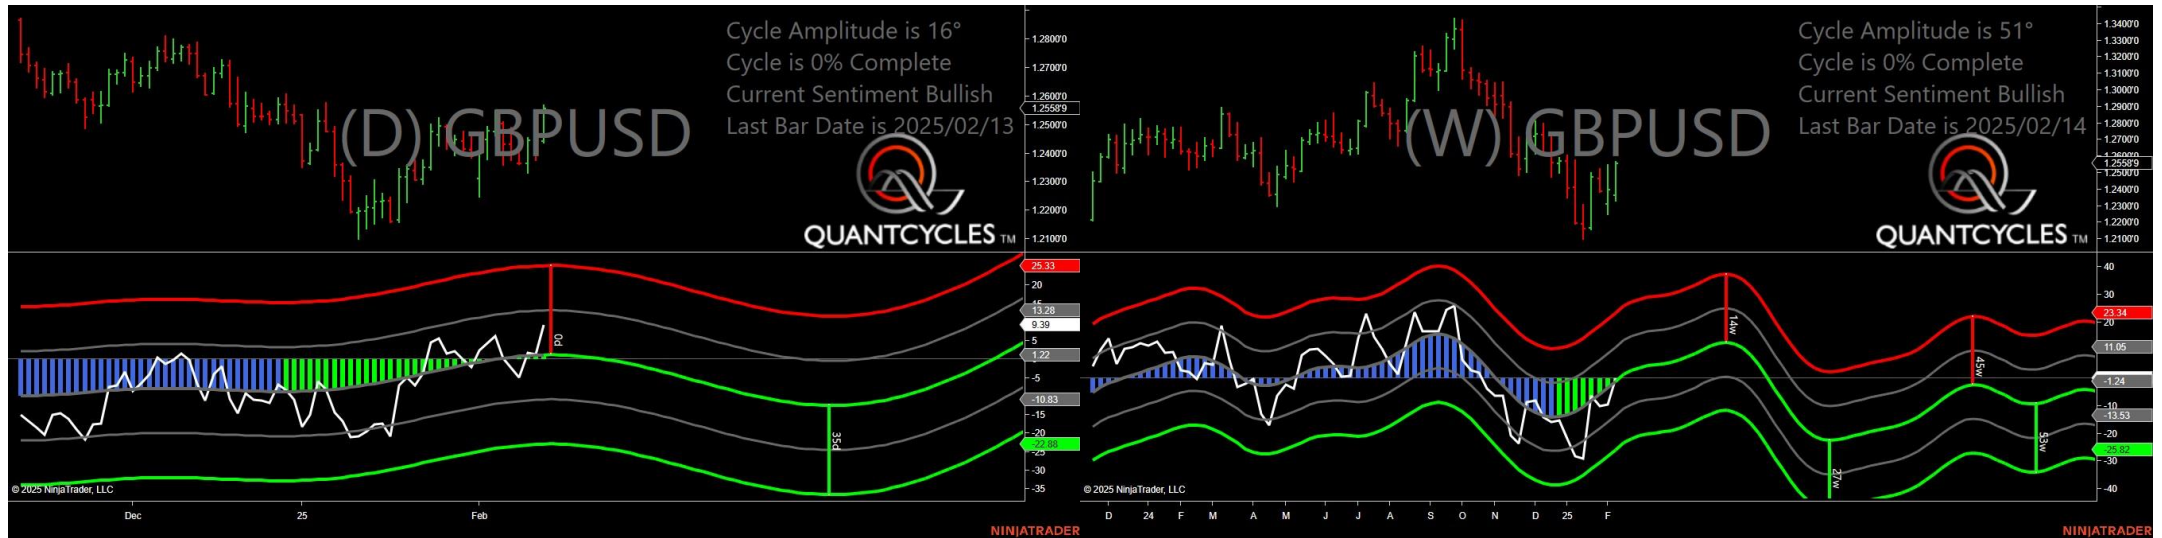 Cycle Amplitude is 16°
Cycle is 0% Complete
Current Sentiment Bullish
Last Bar Date is 2025/02/13
(D) GBPUSD
QUANTCYCLES TM
1.2800'0
1.2700'0
1.2600'0
1.2558'9
1.2500'0
1.2400'0
1.2300'0
1.2200'0
1.2100'0
25.33
20
15
13.28
9.39
5
1.22
-5
-10.83
-15
-20
-22.88
-25
-30
-35
0d
35d
© 2025 NinjaTrader, LLC
Dec
25
Feb
NINJATRADER
Cycle Amplitude is 51°
Cycle is 0% Complete
Current Sentiment Bullish
Last Bar Date is 2025/02/14
(W) GBPUSD
QUANTCYCLES TM
1.3400'0
1.3300'0
1.3200'0
1.3100'0
1.3000'0
1.2900'0
1.2800'0
1.2700'0
1.2600'0
1.2558'9
1.2500'0
1.2400'0
1.2300'0
1.2200'0
1.2100'0
40
30
23.34
20
11.05
-1.24
-10
-13.53
-20
-25.82
-30
-40
14w
27w
45w
53w
© 2025 NinjaTrader, LLC
D 24 F M A M J J A S O N D 25 F
NINJATRADER